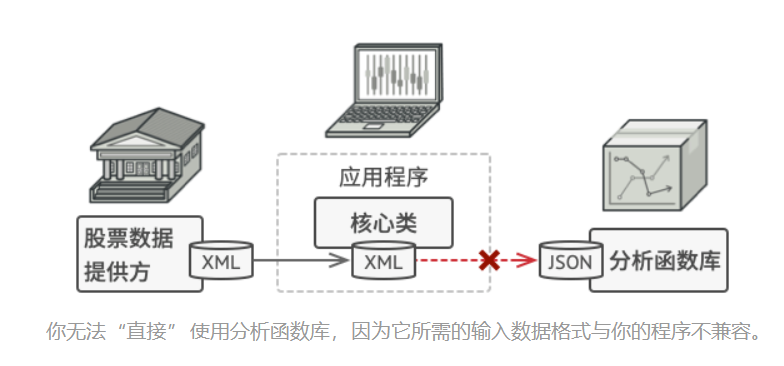 应用程序
核心类
股票数据
提供方
XML
XML
JSON
分析函数库
你无法“直接” 使用分析函数库，因为它所需的输入数据格式与你的程序不兼容。